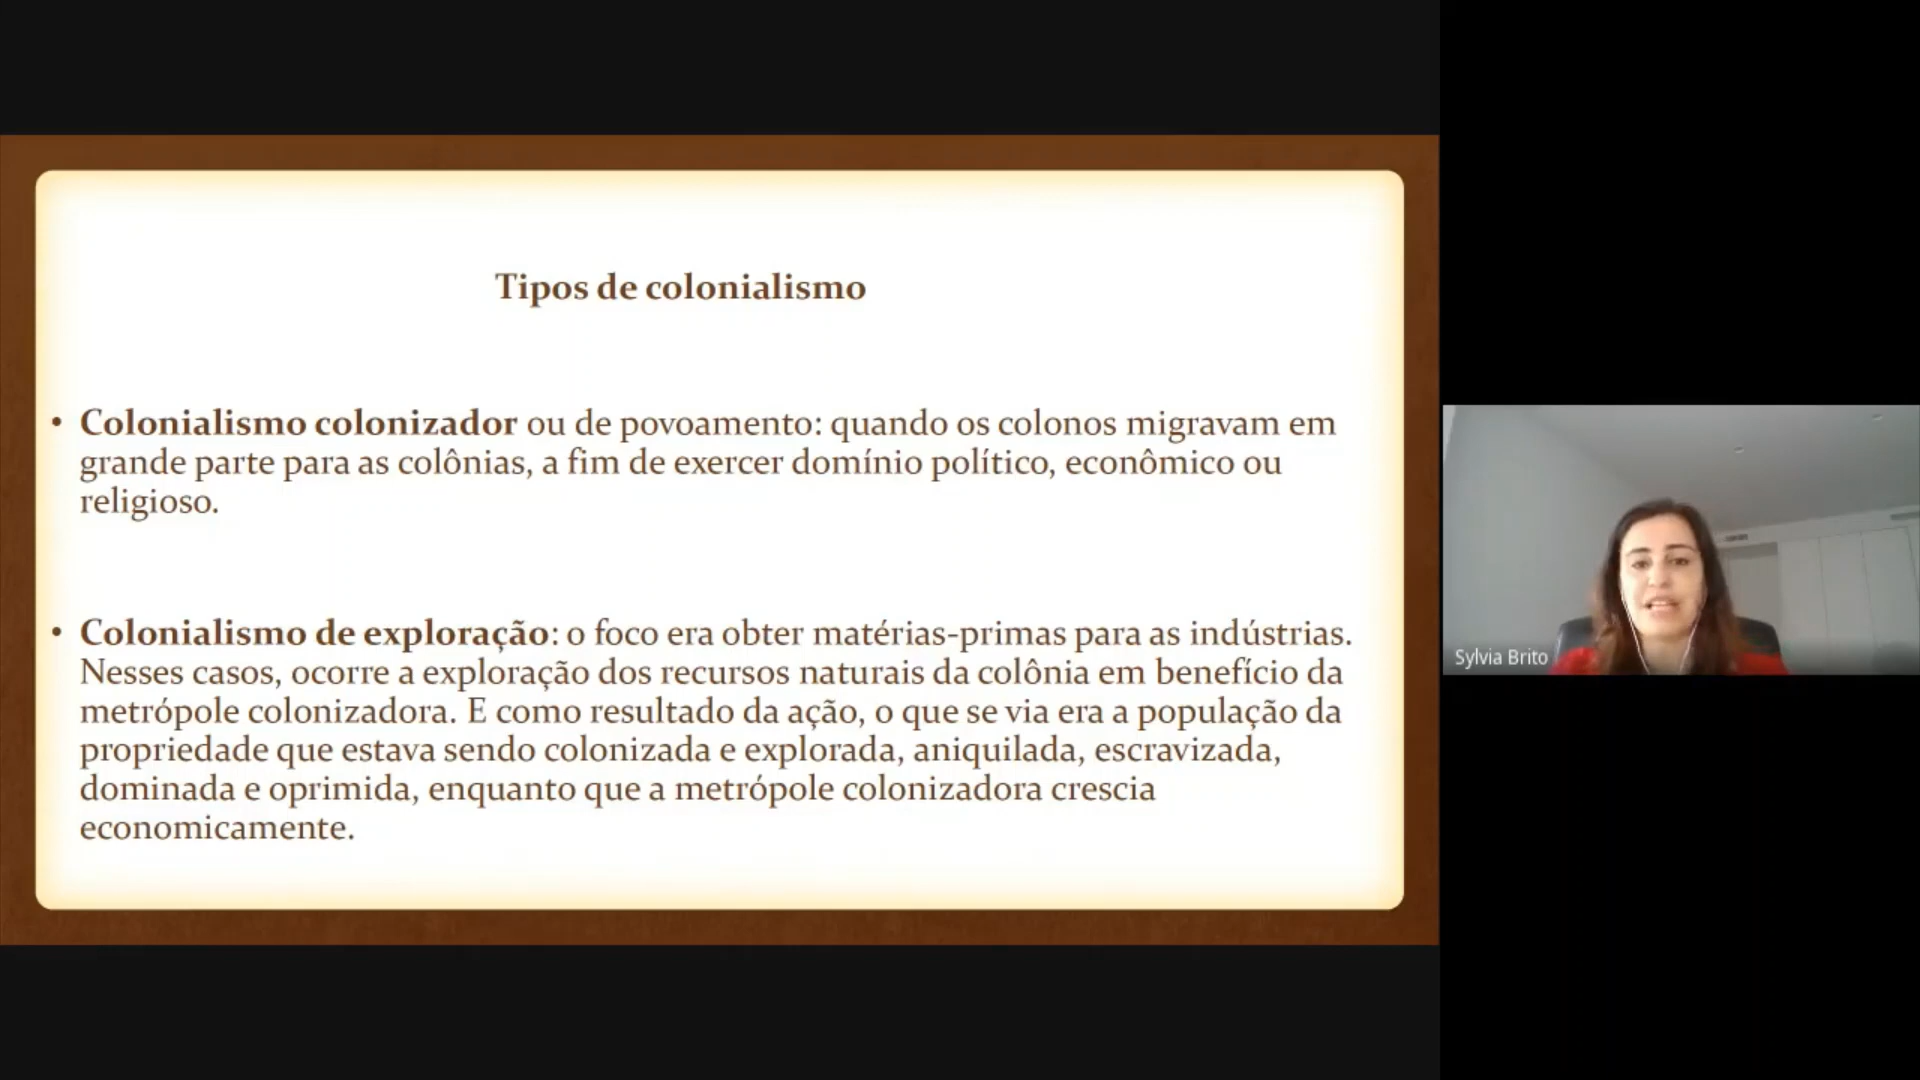 Tipos de colonialismo
• Colonialismo colonizador ou de povoamento: quando os colonos migravam em
grande parte para as colônias, a fim de exercer domínio político, econômico ou
religioso.
• Colonialismo de exploração: o foco era obter matérias-primas para as indústrias.
Nesses casos, ocorre a exploração dos recursos naturais da colônia em benefício da
metrópole colonizadora. E como resultado da ação, o que se via era a população da
propriedade que estava sendo colonizada e explorada, aniquilada, escravizada,
dominada e oprimida, enquanto que a metrópole colonizadora crescia
economicamente.
Sylvia Brito